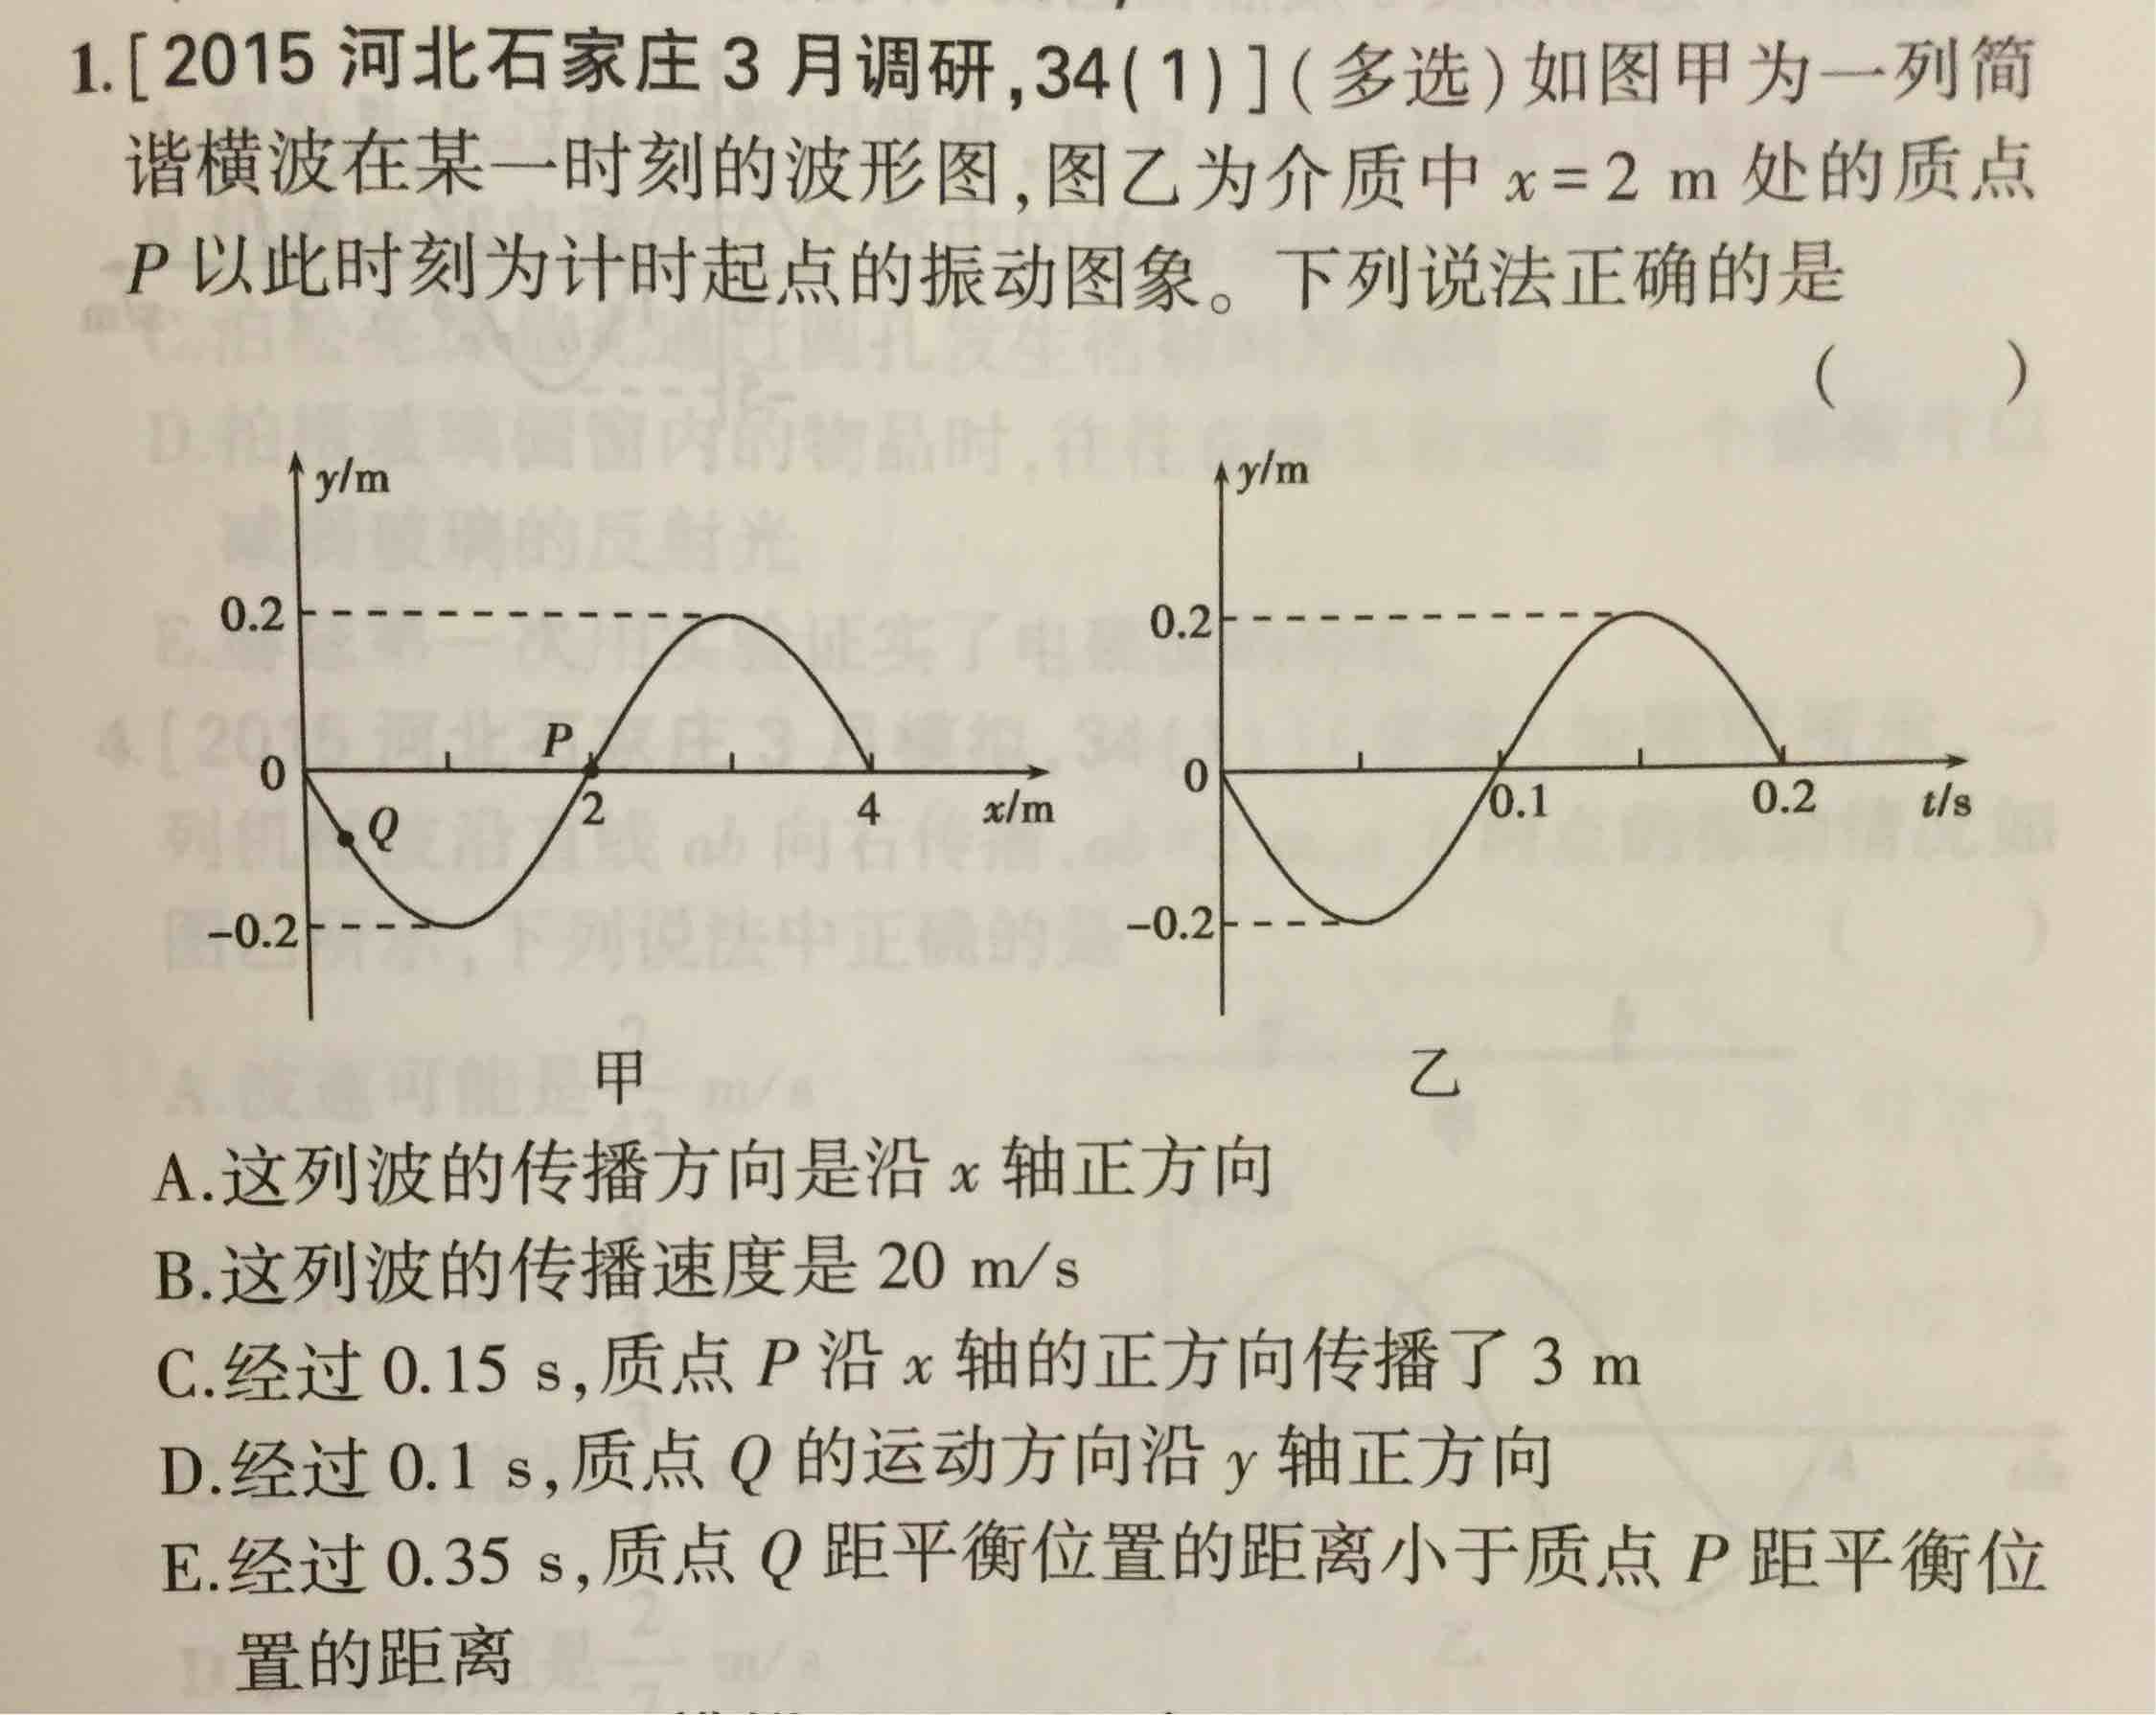 1.[2015 河北石家庄 3 月调研,34(1)](多选)如图甲为一列简
谐横波在某一时刻的波形图,图乙为介质中 x=2 m 处的质点
P 以此时刻为计时起点的振动图象。下列说法正确的是
( )
y/m
0.2
P
0
2
4
x/m
Q
-0.2
甲
y/m
0.2
0
0.1
0.2
t/s
-0.2
乙
A.这列波的传播方向是沿 x 轴正方向
B.这列波的传播速度是 20 m/s
C.经过 0.15 s,质点 P 沿 x 轴的正方向传播了 3 m
D.经过 0.1 s,质点 Q 的运动方向沿 y 轴正方向
E.经过 0.35 s,质点 Q 距平衡位置的距离小于质点 P 距平衡位
置的距离